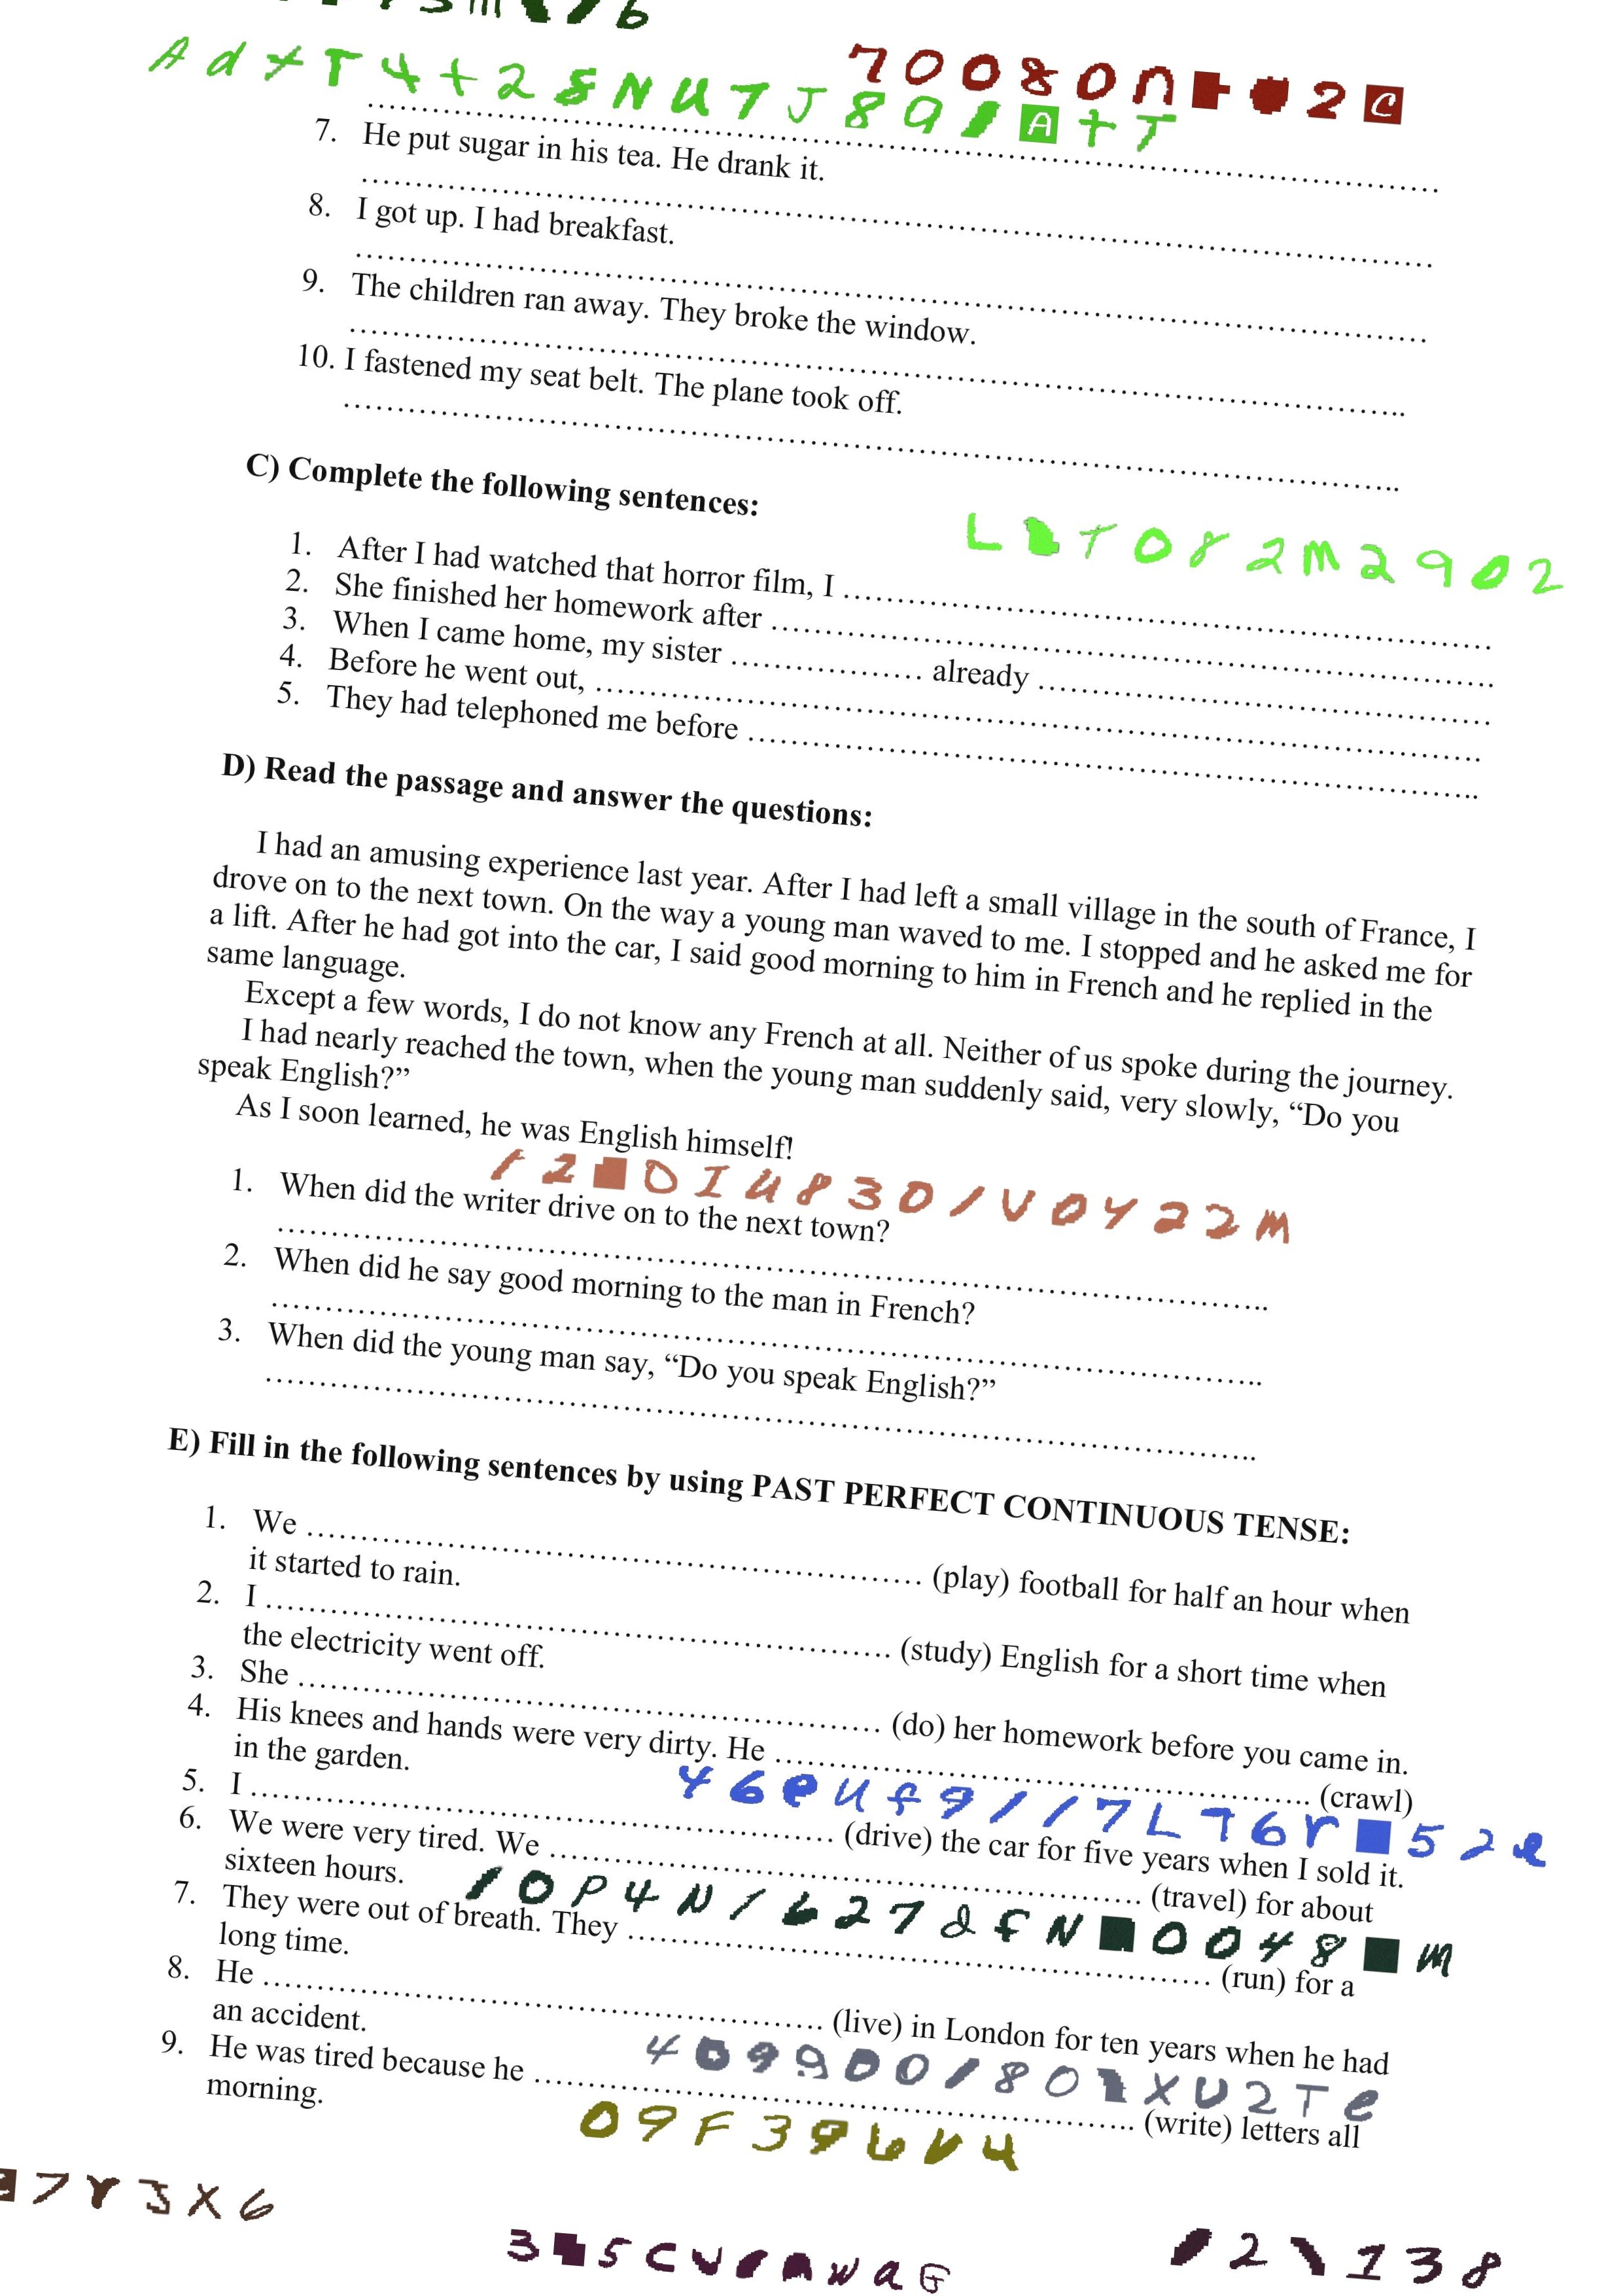 7. He put sugar in his tea. He drank it.
8. I got up. I had breakfast.
9. The children ran away. They broke the window.
10. I fastened my seat belt. The plane took off.
C) Complete the following sentences:
1. After I had watched that horror film, I ........................
2. She finished her homework after ........................
3. When I came home, my sister .................. already ........................
4. Before he went out, ........................
5. They had telephoned me before ........................
D) Read the passage and answer the questions:
I had an amusing experience last year. After I had left a small village in the south of France, I
drove on to the next town. On the way a young man waved to me. I stopped and he asked me for
a lift. After he had got into the car, I said good morning to him in French and he replied in the
same language.
Except a few words, I do not know any French at all. Neither of us spoke during the journey.
I had nearly reached the town, when the young man suddenly said, very slowly, “Do you
speak English?”
As I soon learned, he was English himself!
1. When did the writer drive on to the next town?
2. When did he say good morning to the man in French?
3. When did the young man say, “Do you speak English?”
E) Fill in the following sentences by using PAST PERFECT CONTINUOUS TENSE:
1. We ........................ (play) football for half an hour when
it started to rain.
2. I ........................ (study) English for a short time when
the electricity went off.
3. She ........................ (do) her homework before you came in.
4. His knees and hands were very dirty. He ........................ (crawl)
in the garden.
5. I ........................ (drive) the car for five years when I sold it.
6. We were very tired. We ........................ (travel) for about
sixteen hours.
7. They were out of breath. They ........................ (run) for a
long time.
8. He ........................ (live) in London for ten years when he had
an accident.
9. He was tired because he ........................ (write) letters all
morning.